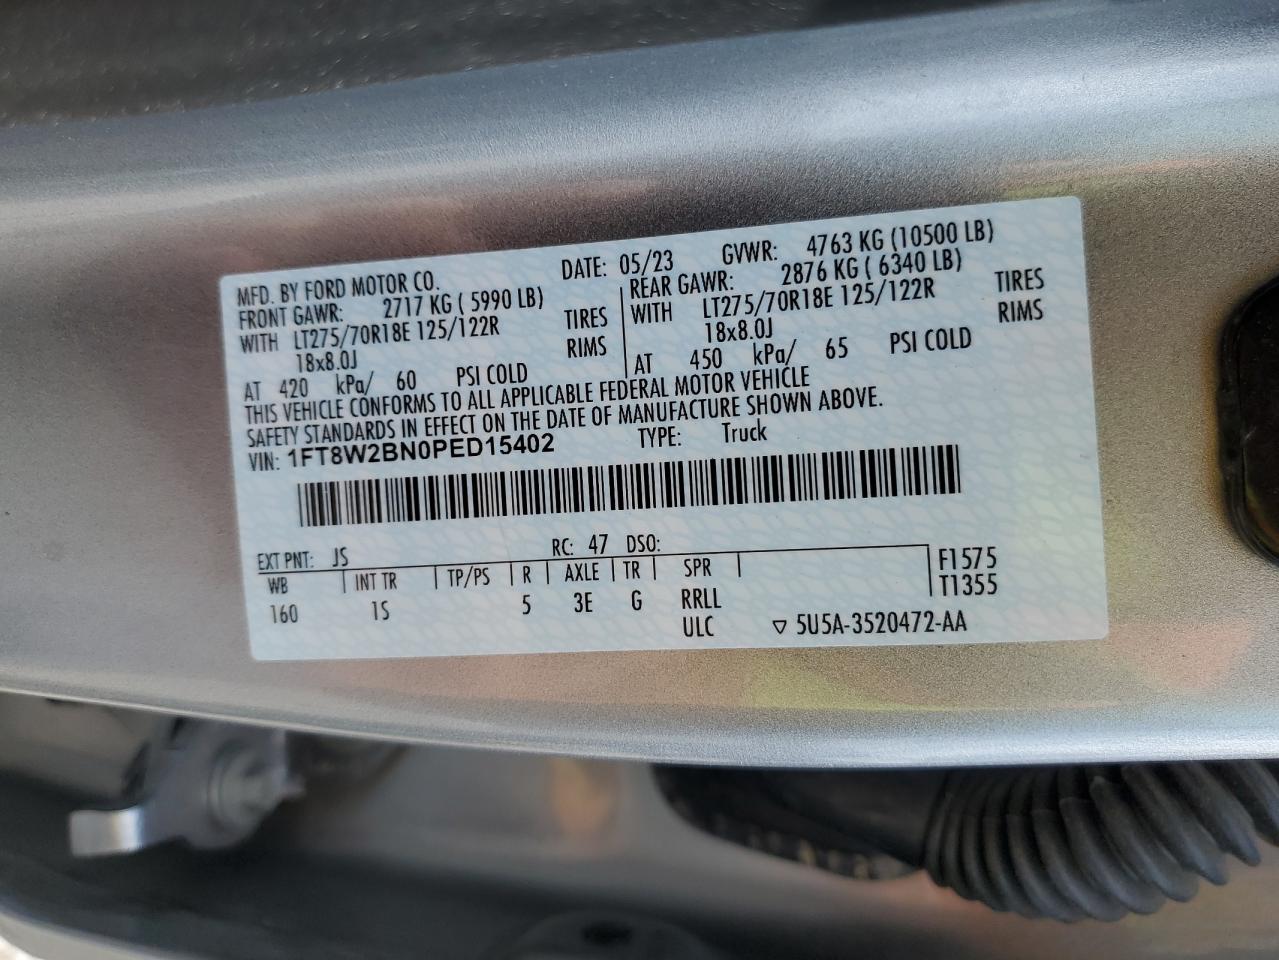 MFD. BY FORD MOTOR CO. DATE: 05/23 GVWR: 4763 KG (10500 LB)
FRONT GAWR: 2717 KG ( 5990 LB) REAR GAWR: 2876 KG ( 6340 LB)
WITH LT275/70R18E 125/122R TIRES WITH LT275/70R18E 125/122R TIRES
18x8.0J RIMS 18x8.0J RIMS
AT 420 kPa/ 60 PSI COLD AT 450 kPa/ 65 PSI COLD
THIS VEHICLE CONFORMS TO ALL APPLICABLE FEDERAL MOTOR VEHICLE
SAFETY STANDARDS IN EFFECT ON THE DATE OF MANUFACTURE SHOWN ABOVE.
VIN: 1FT8W2BN0PED15402 TYPE: Truck
EXT PNT: JS RC: 47 DSO:
WB INT TR TP/PS R AXLE TR SPR F1575
160 1S 5 3E G RRLL T1355
ULC 5U5A-3520472-AA